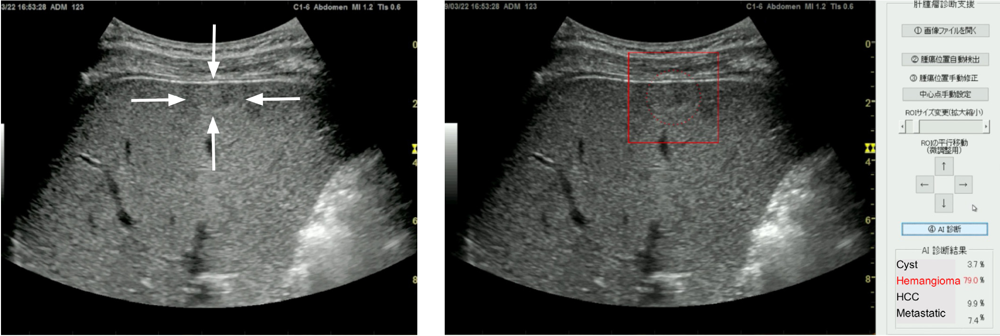 3/22 16:53:28 ADM 123
C1-6 Abdomen MI 1.2 TIs 0.6
0
2
4
6
8
9/03/22 16:53:28 ADM 123
C1-6 Abdomen MI 1.2 TIs 0.6
0
2
4
6
8
肝腫瘤診断支援
① 画像ファイルを開く
② 腫瘍位置自動検出
③ 腫瘍位置手動修正
中心点手動設定
ROIサイズ変更(拡大縮小)
ROIの平行移動
(微調整用)
↑
← →
↓
④ AI 診断
AI 診断結果
Cyst 3.7 %
Hemangioma 79.0 %
HCC 9.9 %
Metastatic 7.4 %